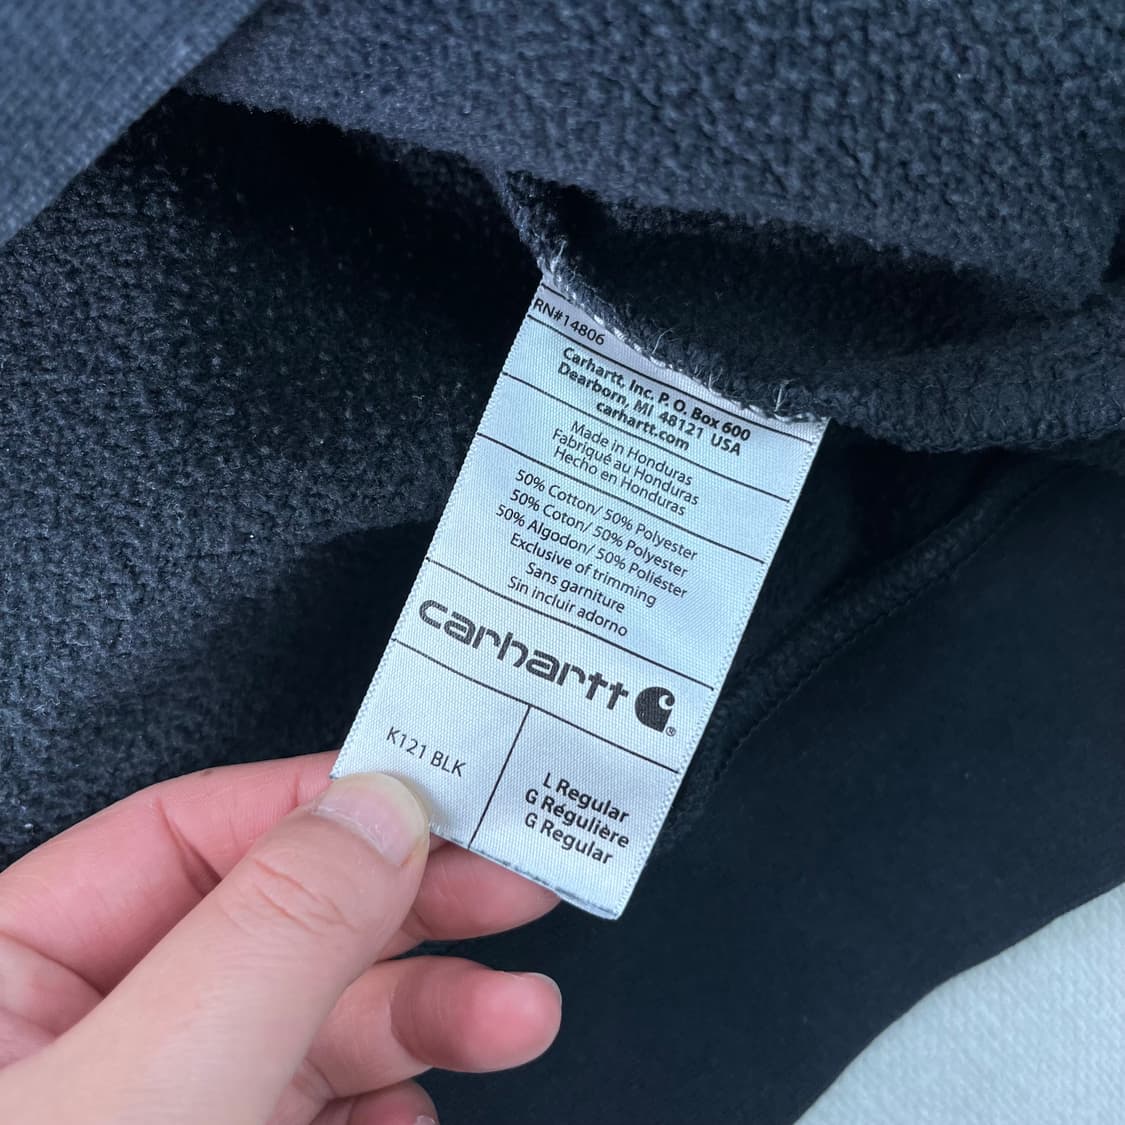 RN#14806
Carhartt, Inc. P. O. Box 600
Dearborn, MI 48121 USA
carhartt.com
Made in Honduras
Fabriqué au Honduras
Hecho en Honduras
50% Cotton/ 50% Polyester
50% Coton/ 50% Polyester
50% Algodon/ 50% Poliéster
Exclusive of trimming
Sans garniture
Sin incluir adorno
carhartt
®
K121 BLK
L Regular
G Régulière
G Regular